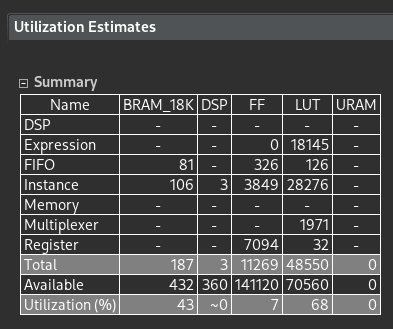 Utilization Estimates
Summary
Name BRAM_18K DSP FF LUT URAM
DSP - - - - -
Expression - - 0 18145 -
FIFO 81 - 326 126 -
Instance 106 3 3849 28276 -
Memory - - - - -
Multiplexer - - - 1971 -
Register - - 7094 32 -
Total 187 3 11269 48550 0
Available 432 360 141120 70560 0
Utilization (%) 43 ~0 7 68 0